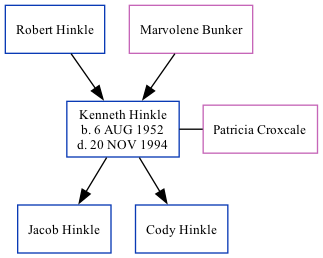 Robert Hinkle
Marvolene Bunker
Kenneth Hinkle
b. 6 AUG 1952
d. 20 NOV 1994
Patricia Croxcale
Jacob Hinkle
Cody Hinkle